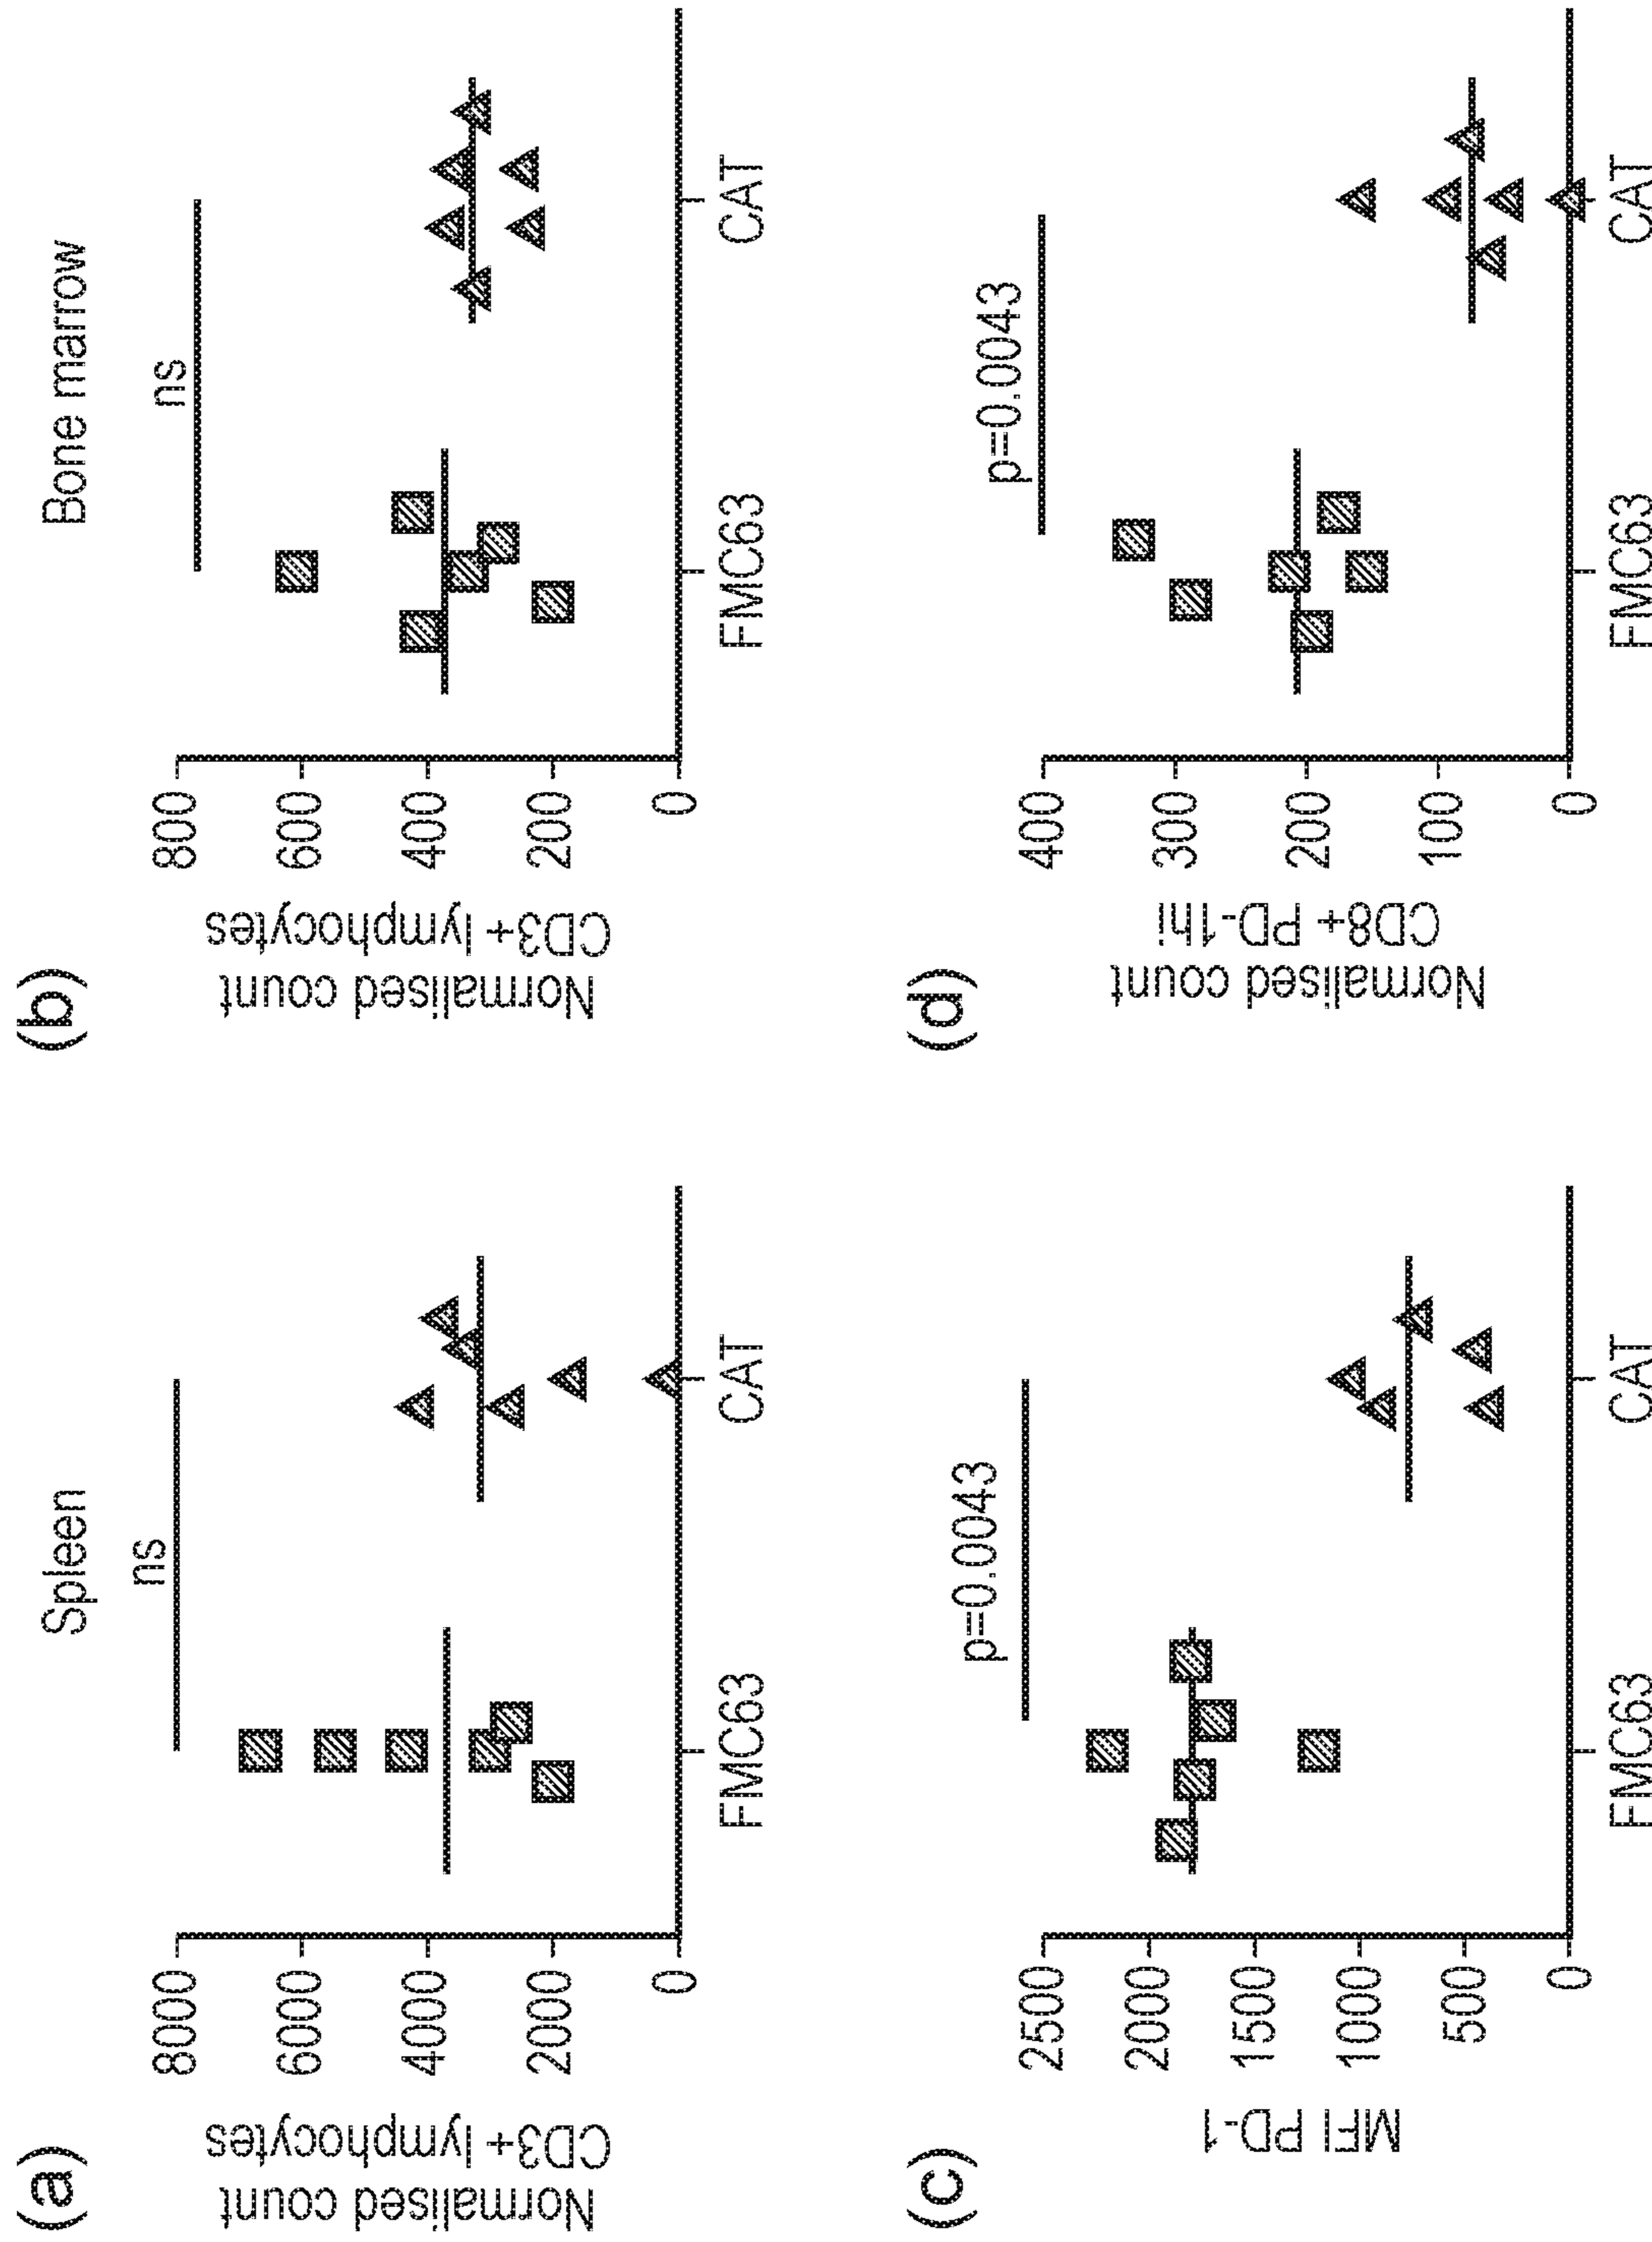 (a)
Spleen
ns
Normalised count
CD3+ lymphocytes
8000
6000
4000
2000
0
FMC63
CAT
(b)
Bone marrow
ns
Normalised count
CD3+ lymphocytes
800
600
400
200
0
FMC63
CAT
(c)
p=0.0043
MFI PD-1
2500
2000
1500
1000
500
0
FMC63
CAT
(d)
p=0.0043
Normalised count
CD8+ PD-1hi
400
300
200
100
0
FMC63
CAT